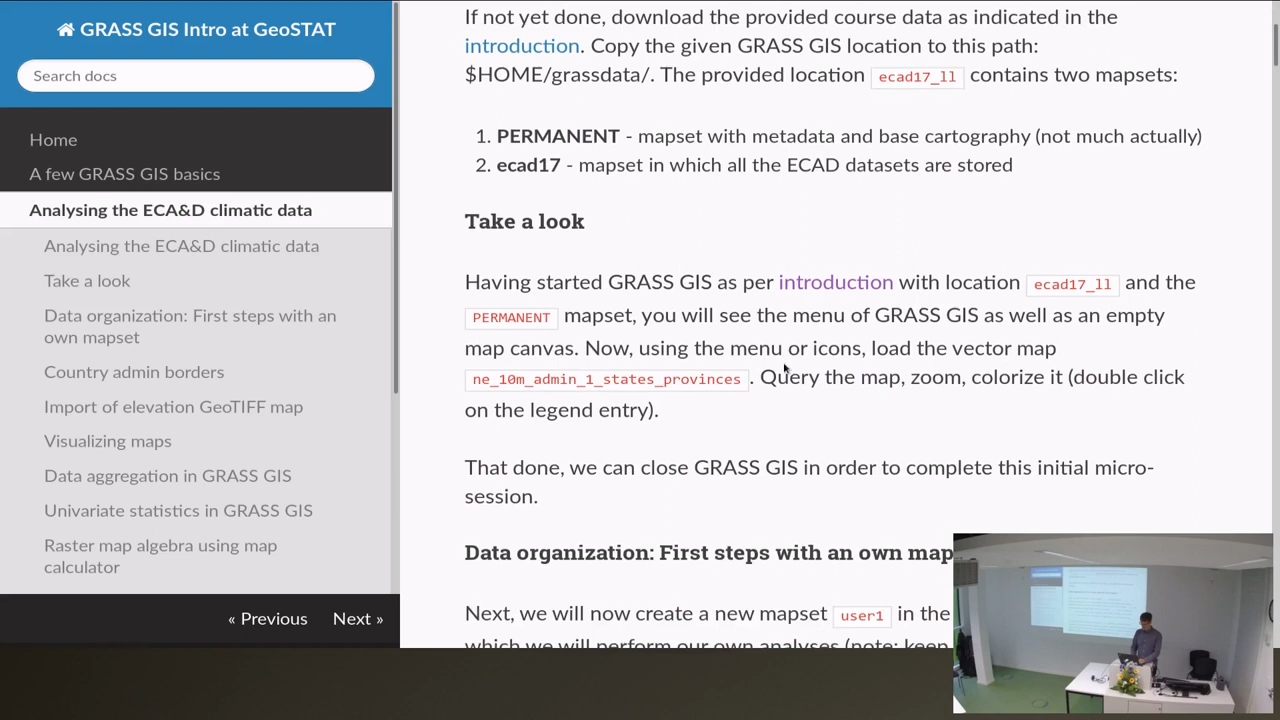 GRASS GIS Intro at GeoSTAT
Search docs
Home
A few GRASS GIS basics
Analysing the ECA&D climatic data
Analysing the ECA&D climatic data
Take a look
Data organization: First steps with an
own mapset
Country admin borders
Import of elevation GeoTIFF map
Visualizing maps
Data aggregation in GRASS GIS
Univariate statistics in GRASS GIS
Raster map algebra using map
calculator
« Previous Next »
If not yet done, download the provided course data as indicated in the
introduction. Copy the given GRASS GIS location to this path:
$HOME/grassdata/. The provided location ecad17_ll contains two mapsets:
1. PERMANENT - mapset with metadata and base cartography (not much actually)
2. ecad17 - mapset in which all the ECAD datasets are stored
Take a look
Having started GRASS GIS as per introduction with location ecad17_ll and the
PERMANENT mapset, you will see the menu of GRASS GIS as well as an empty
map canvas. Now, using the menu or icons, load the vector map
ne_10m_admin_1_states_provinces . Query the map, zoom, colorize it (double click
on the legend entry).
That done, we can close GRASS GIS in order to complete this initial micro-
session.
Data organization: First steps with an own map
Next, we will now create a new mapset user1 in the
which we will perform our own analyses (note: keep